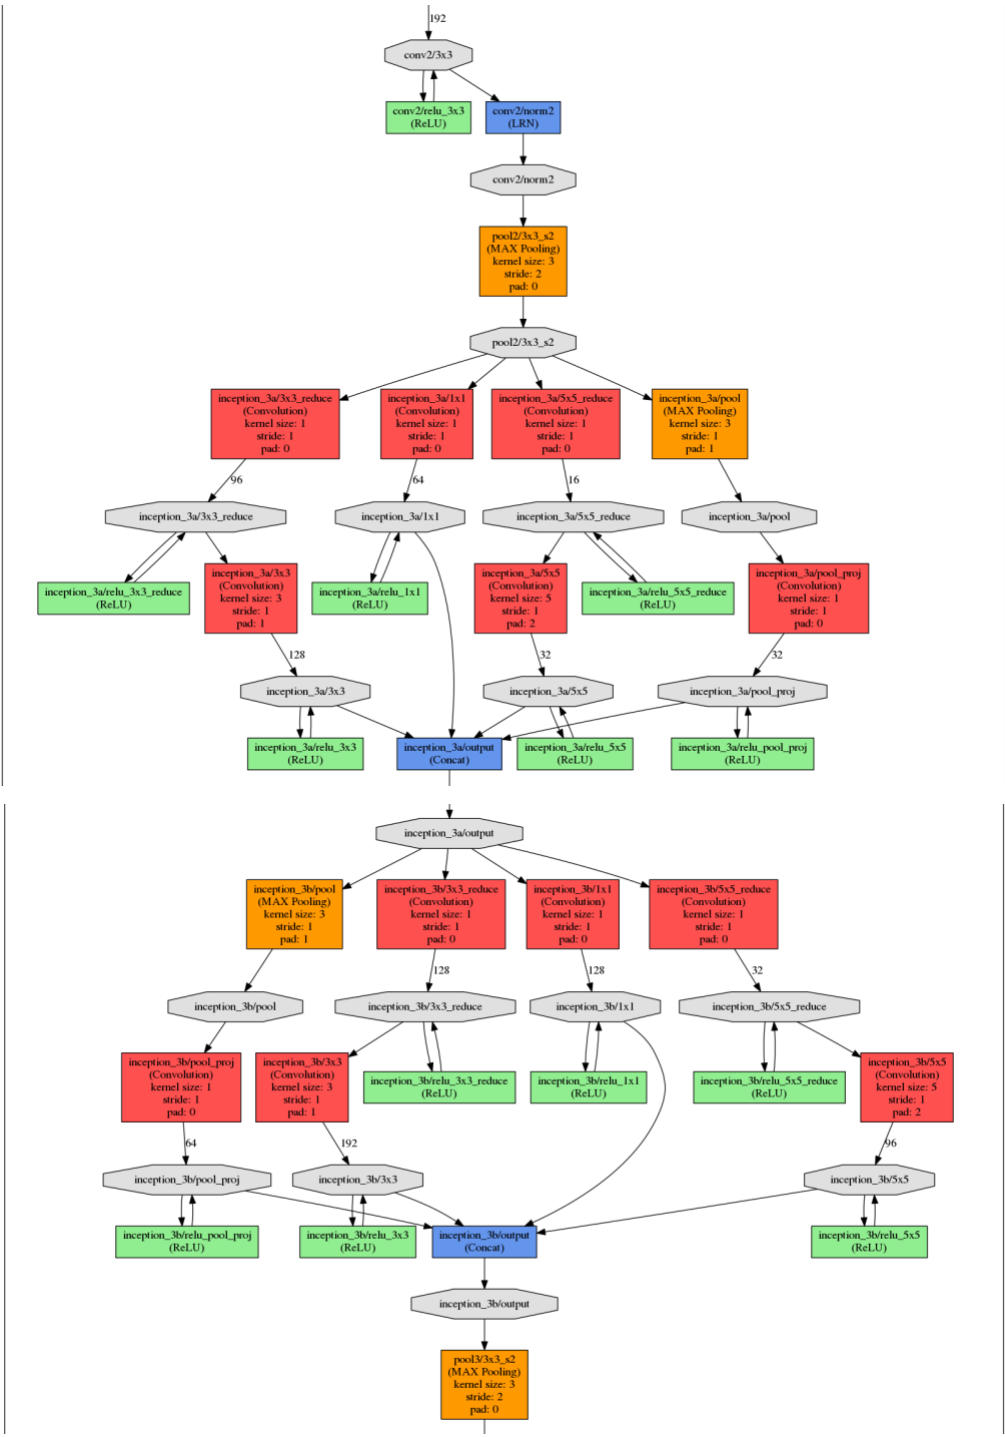 192
conv2/3x3
conv2/relu_3x3
(ReLU)
conv2/norm2
(LRN)
conv2/norm2
pool2/3x3_s2
(MAX Pooling)
kernel size: 3
stride: 2
pad: 0
pool2/3x3_s2
inception_3a/3x3_reduce
(Convolution)
kernel size: 1
stride: 1
pad: 0
inception_3a/1x1
(Convolution)
kernel size: 1
stride: 1
pad: 0
inception_3a/5x5_reduce
(Convolution)
kernel size: 1
stride: 1
pad: 0
inception_3a/pool
(MAX Pooling)
kernel size: 3
stride: 1
pad: 1
96
64
16
inception_3a/3x3_reduce
inception_3a/1x1
inception_3a/5x5_reduce
inception_3a/pool
inception_3a/relu_3x3_reduce
(ReLU)
inception_3a/3x3
(Convolution)
kernel size: 3
stride: 1
pad: 1
inception_3a/relu_1x1
(ReLU)
inception_3a/5x5
(Convolution)
kernel size: 5
stride: 1
pad: 2
inception_3a/relu_5x5_reduce
(ReLU)
inception_3a/pool_proj
(Convolution)
kernel size: 1
stride: 1
pad: 0
128
32
32
inception_3a/3x3
inception_3a/5x5
inception_3a/pool_proj
inception_3a/relu_3x3
(ReLU)
inception_3a/output
(Concat)
inception_3a/relu_5x5
(ReLU)
inception_3a/relu_pool_proj
(ReLU)
inception_3a/output
inception_3b/pool
(MAX Pooling)
kernel size: 3
stride: 1
pad: 1
inception_3b/3x3_reduce
(Convolution)
kernel size: 1
stride: 1
pad: 0
inception_3b/1x1
(Convolution)
kernel size: 1
stride: 1
pad: 0
inception_3b/5x5_reduce
(Convolution)
kernel size: 1
stride: 1
pad: 0
128
128
32
inception_3b/pool
inception_3b/3x3_reduce
inception_3b/1x1
inception_3b/5x5_reduce
inception_3b/pool_proj
(Convolution)
kernel size: 1
stride: 1
pad: 0
inception_3b/3x3
(Convolution)
kernel size: 3
stride: 1
pad: 1
inception_3b/relu_3x3_reduce
(ReLU)
inception_3b/relu_1x1
(ReLU)
inception_3b/relu_5x5_reduce
(ReLU)
inception_3b/5x5
(Convolution)
kernel size: 5
stride: 1
pad: 2
64
192
96
inception_3b/pool_proj
inception_3b/3x3
inception_3b/5x5
inception_3b/relu_pool_proj
(ReLU)
inception_3b/relu_3x3
(ReLU)
inception_3b/output
(Concat)
inception_3b/relu_5x5
(ReLU)
inception_3b/output
pool3/3x3_s2
(MAX Pooling)
kernel size: 3
stride: 2
pad: 0